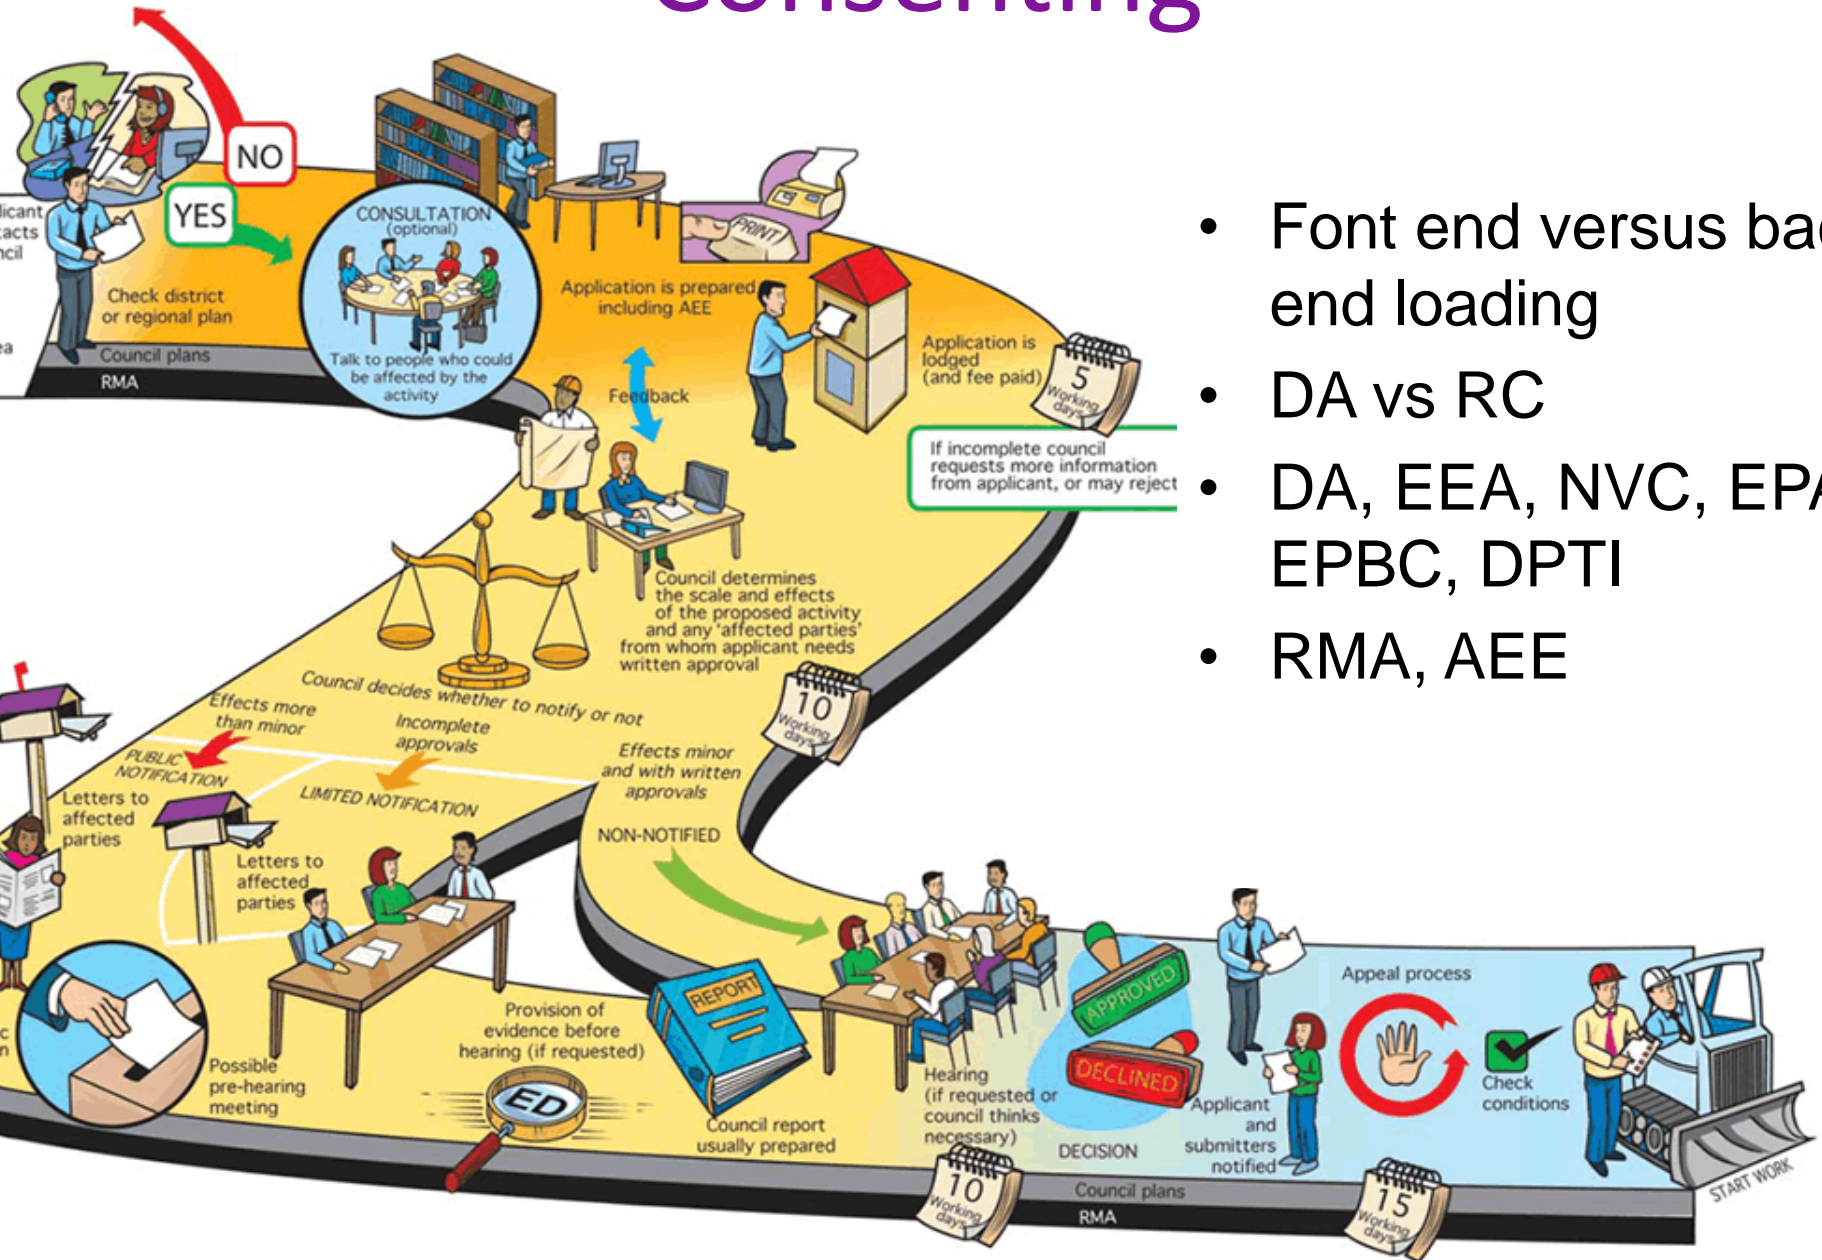 Consenting
NO
YES
CONSULTATION
(optional)
Talk to people who could
be affected by the
activity
Check district
or regional plan
Council plans
RMA
PRINT
Application is prepared
including AEE
Feedback
Application is
lodged
(and fee paid)
5
Working
days
If incomplete council
requests more information
from applicant, or may reject
Council determines
the scale and effects
of the proposed activity
and any 'affected parties'
from whom applicant needs
written approval
10
Working
days
Council decides whether to notify or not
Effects more
than minor
PUBLIC
NOTIFICATION
Letters to
affected
parties
Incomplete
approvals
LIMITED NOTIFICATION
Letters to
affected
parties
Effects minor
and with written
approvals
NON-NOTIFIED
Possible
pre-hearing
meeting
Provision of
evidence before
hearing (if requested)
ED
REPORT
Council report
usually prepared
Hearing
(if requested or
council thinks
necessary)
10
Working
days
APPROVED
DECLINED
DECISION
Applicant
and
submitters
notified
Appeal process
15
Working
days
Check
conditions
START WORK
Council plans
RMA
• Font end versus
end loading
• DA vs RC
• DA, EEA, NVC, EPA
EPBC, DPTI
• RMA, AEE